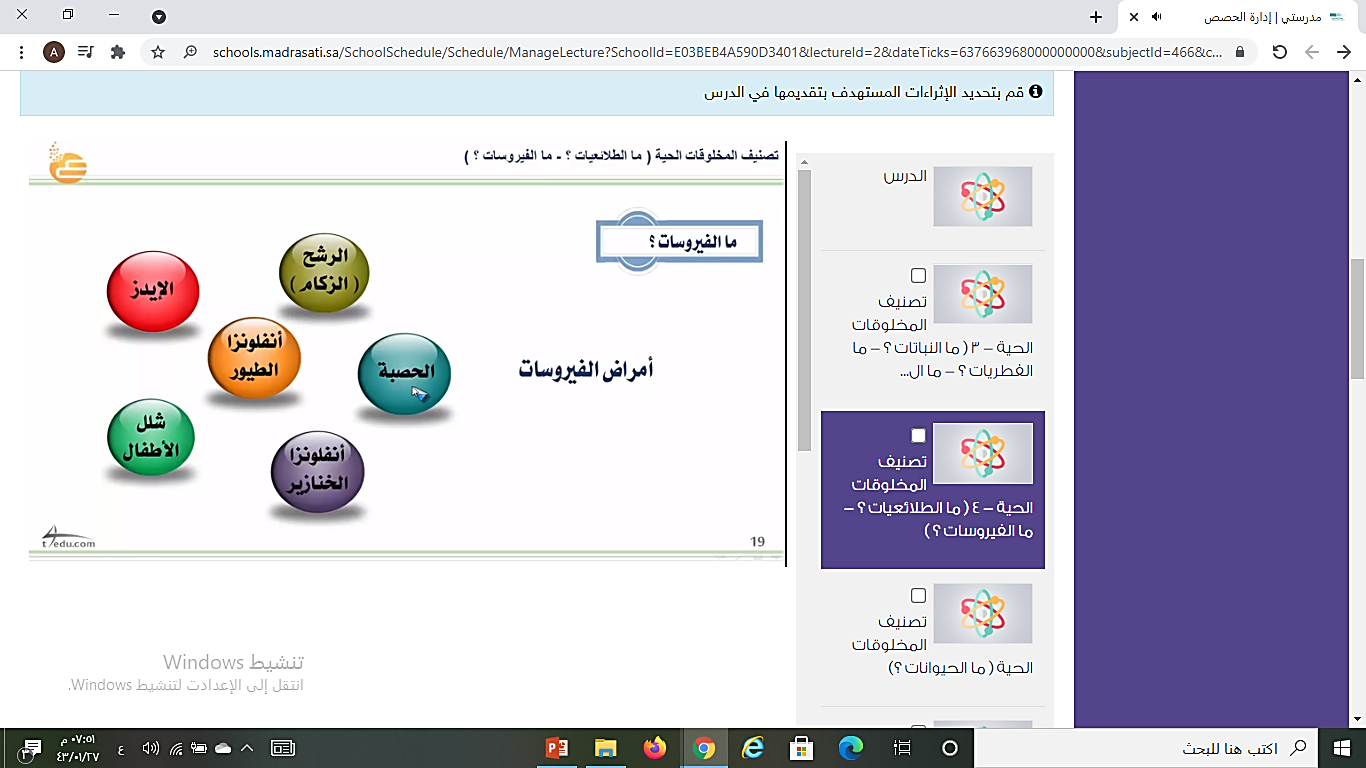 مدرستي | إدارة الحصص
schools.madrasati.sa/SchoolSchedule/Schedule/ManageLecture?SchoolId=E03BEB4A590D3401&lectureId=2&dateTicks=637663968000000000&subjectId=466&c...
A
قم بتحديد الإثراءات المستهدف بتقديمها في الدرس
الدرس
تصنيف
المخلوقات
الحية – ٣ ( ما النباتات ؟ – ما
الفطريات ؟ – ما ال...
تصنيف
المخلوقات
الحية – ٤ ( ما الطلائعيات ؟ –
ما الفيروسات ؟ )
تصنيف
المخلوقات
الحية ( ما الحيوانات ؟)
تصنيف المخلوقات الحية ( ما الطلائعيات ؟ - ما الفيروسات ؟ )
ما الفيروسات ؟
أمراض الفيروسات
الرشح
( الزكام )
الإيدز
أنفلونزا
الطيور
الحصبة
شلل
الأطفال
أنفلونزا
الخنازير
19
t4edu.com
تنشيط Windows
انتقل إلى الإعدادت لتنشيط Windows.
اكتب هنا للبحث
ع
٠٧:٥١ م
٤٣/٠١/٢٧
٣